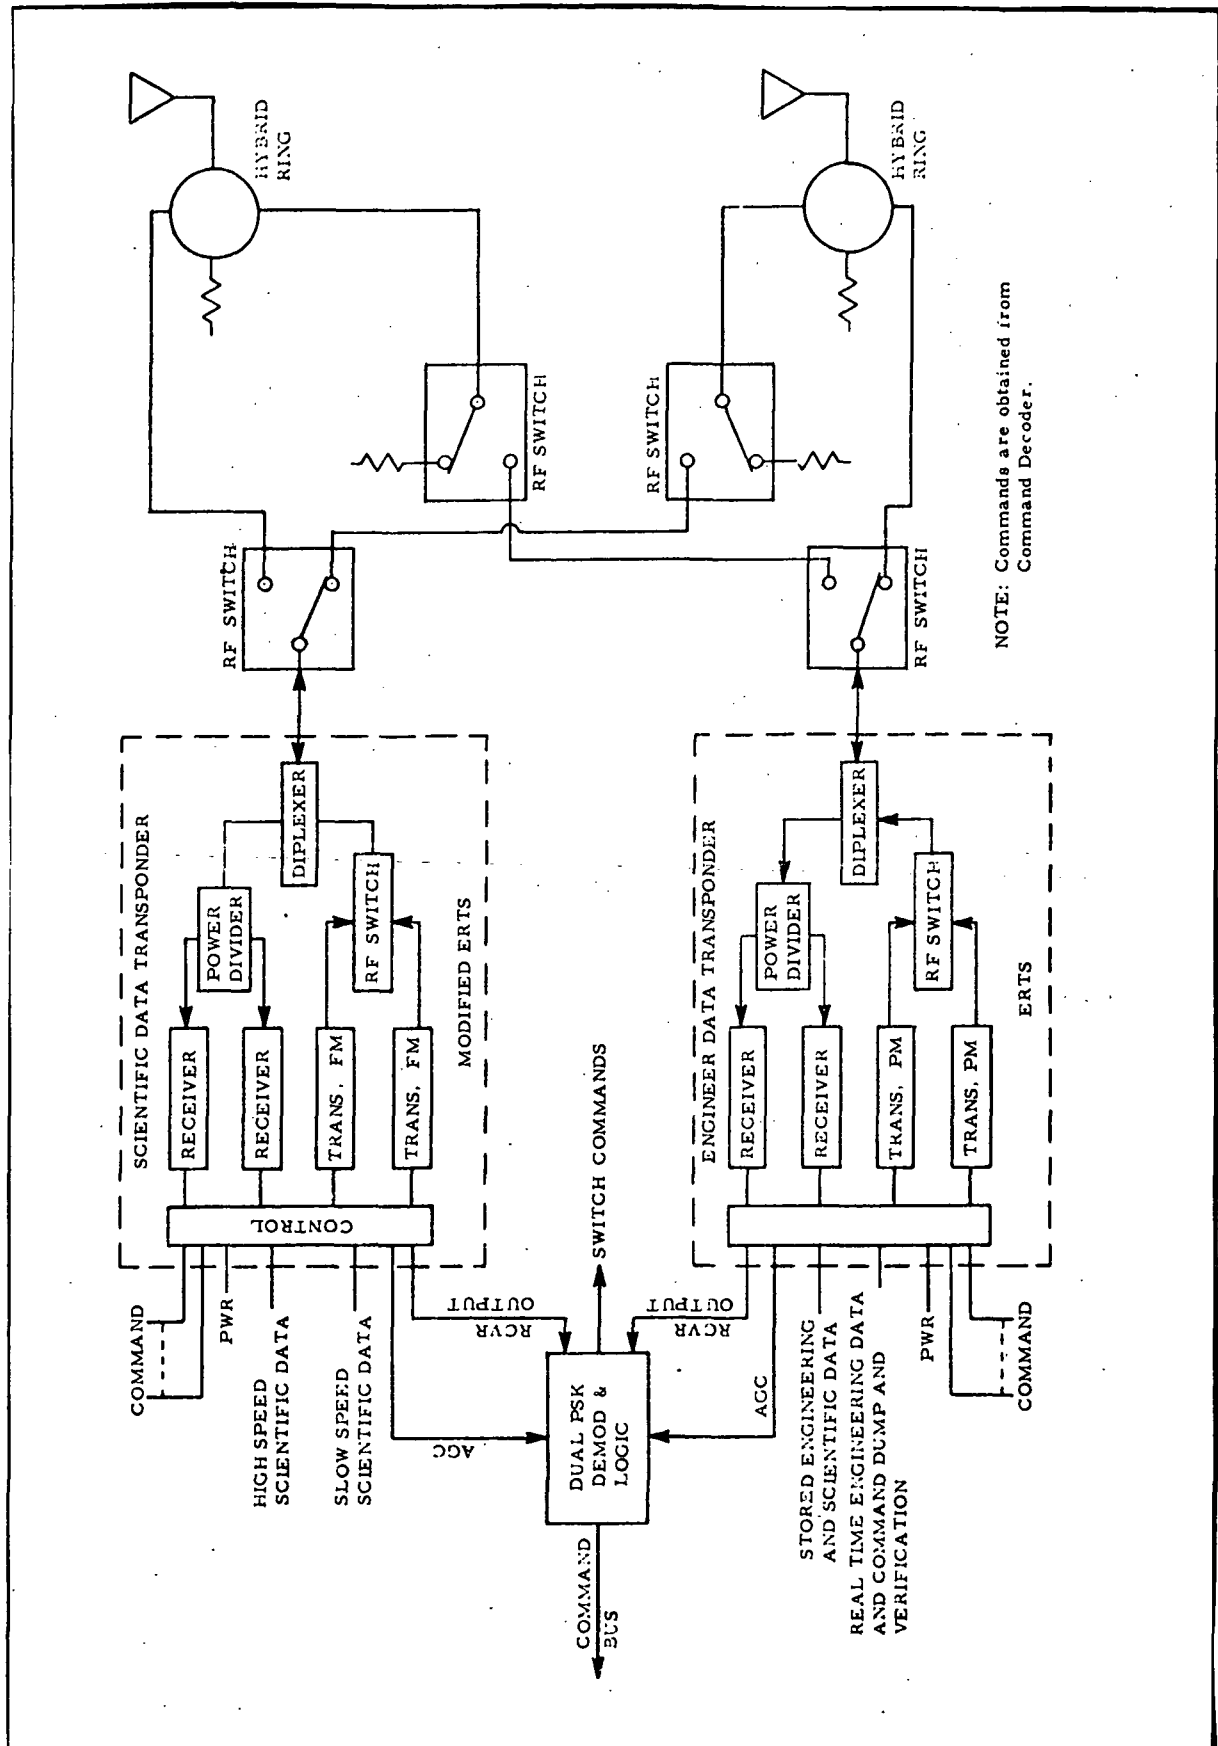 HYBRID
RING
HYBRID
RING
RF SWITCH
RF SWITCH
RF SWITCH
RF SWITCH
NOTE: Commands are obtained from
Command Decoder.
SCIENTIFIC DATA TRANSPONDER
DIPLEXER
POWER
DIVIDER
RF SWITCH
RECEIVER
RECEIVER
TRANS, FM
TRANS, FM
MODIFIED ERTS
CONTROL
COMMAND
PWR
HIGH SPEED
SCIENTIFIC DATA
SLOW SPEED
SCIENTIFIC DATA
AGC
RCVR
OUTPUT
SWITCH COMMANDS
DUAL PSK
DEMOD &
LOGIC
COMMAND
BUS
ENGINEER DATA TRANSPONDER
DIPLEXER
POWER
DIVIDER
RF SWITCH
RECEIVER
RECEIVER
TRANS, PM
TRANS, PM
ERTS
RCVR
OUTPUT
AGC
STORED ENGINEERING
AND SCIENTIFIC DATA
REAL TIME ENGINEERING DATA
AND COMMAND DUMP AND
VERIFICATION
PWR
COMMAND